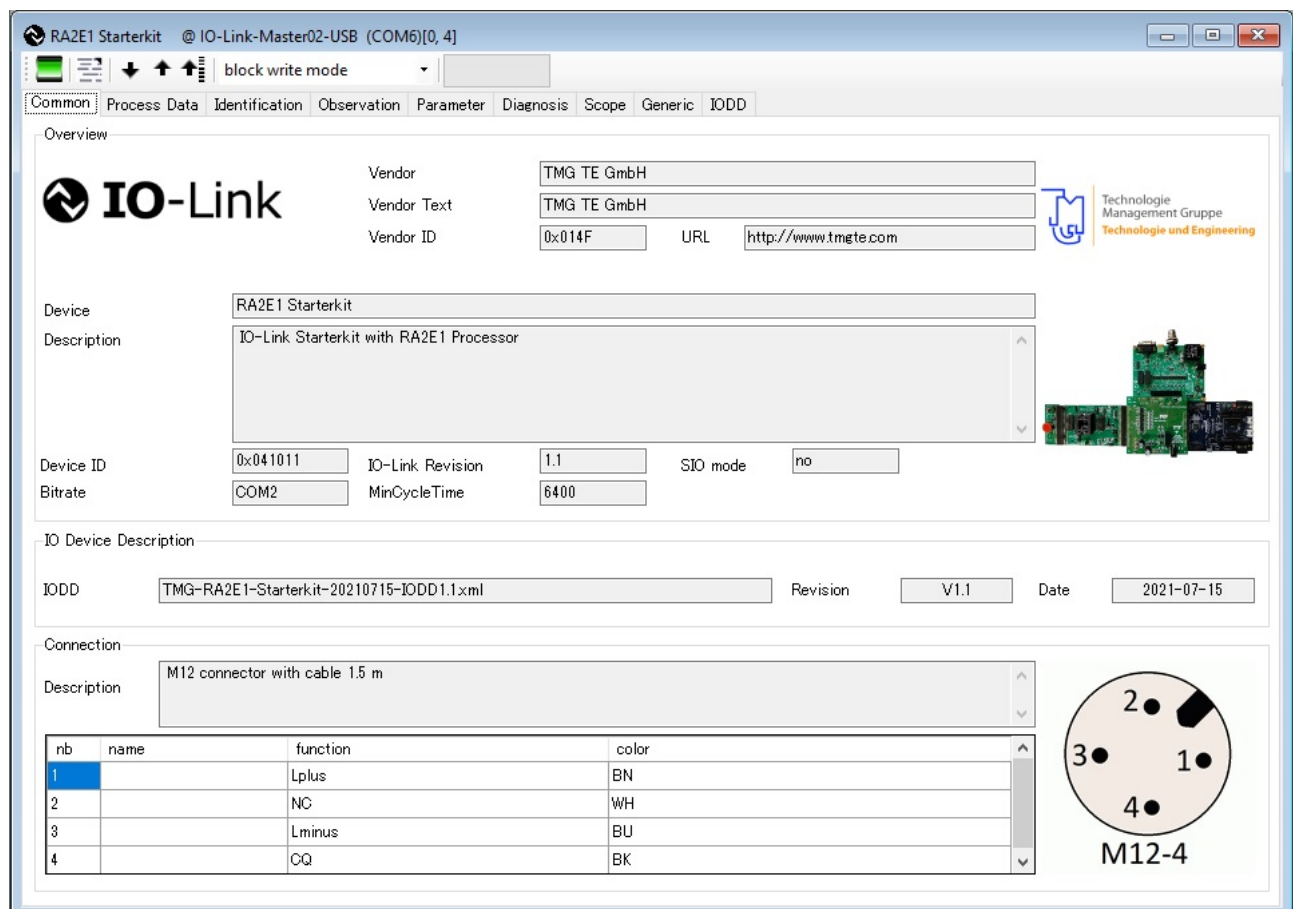 RA2E1 Starterkit @ IO-Link-Master02-USB (COM6)[0, 4]
block write mode
Common Process Data Identification Observation Parameter Diagnosis Scope Generic IODD
Overview
IO-Link
Vendor TMG TE GmbH
Vendor Text TMG TE GmbH
Vendor ID 0x014F URL http://www.tmgte.com
Technologie
Management Gruppe
Technologie und Engineering
Device RA2E1 Starterkit
Description IO-Link Starterkit with RA2E1 Processor
Device ID 0x041011 IO-Link Revision 1.1 SIO mode no
Bitrate COM2 MinCycleTime 6400
IO Device Description
IODD TMG-RA2E1-Starterkit-20210715-IODD1.1.xml Revision V1.1 Date 2021-07-15
Connection
Description M12 connector with cable 1.5 m
nb name function color
1 Lplus BN
2 NC WH
3 Lminus BU
4 CQ BK
2
3 1
4
M12-4